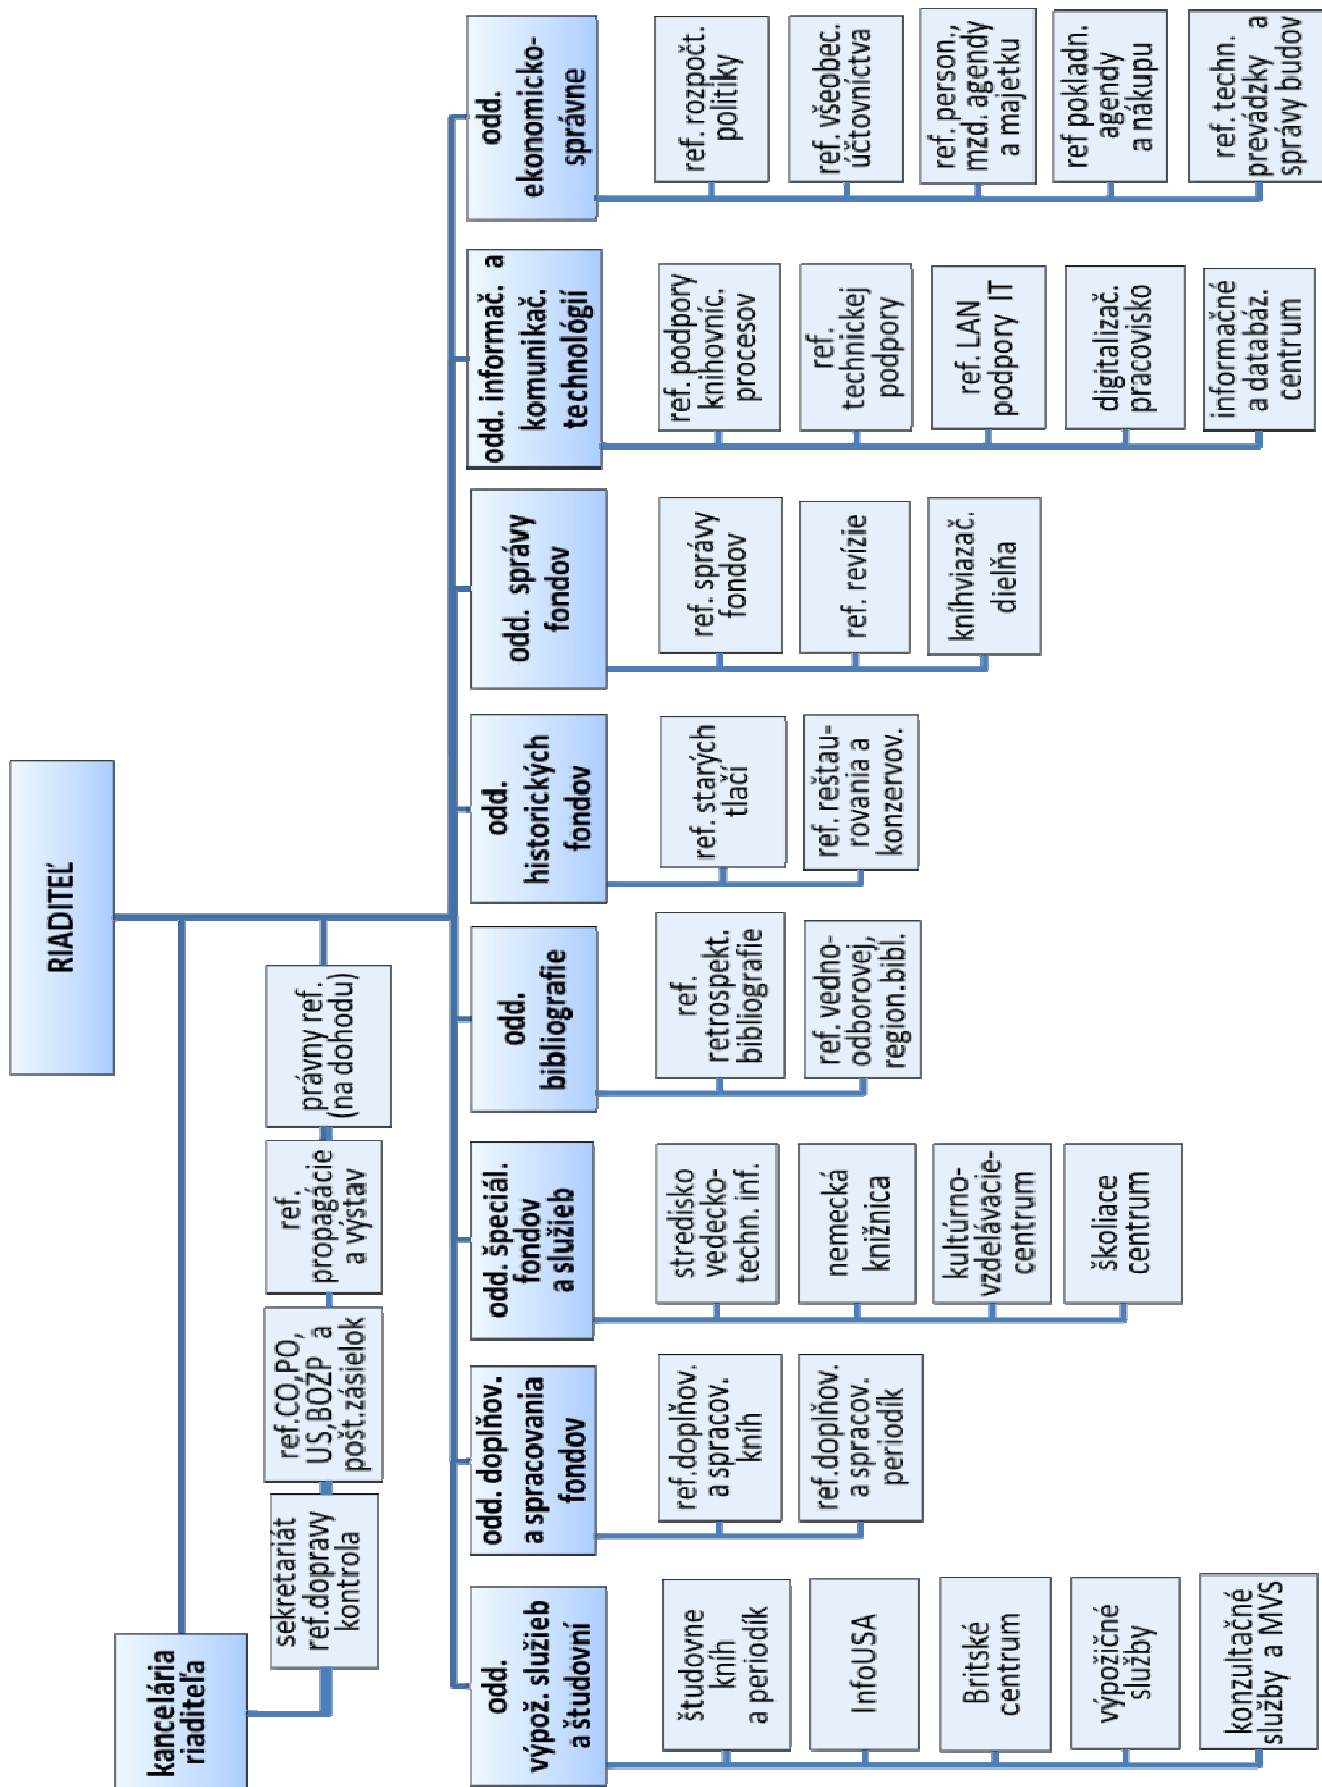 RIADITEĽ
kancelária
riaditeľa
sekretariát
ref.dopravy
kontrola
ref.CO,PO,
US,BOZP a
pošt.zásielok
ref.
propagácie
a výstav
právny ref.
(na dohodu)
odd.
výpož. služieb
a študovní
študovne
kníh
a periodík
InfoUSA
Britské
centrum
výpožičné
služby
konzultačné
služby a MVS
odd. doplňov.
a spracovania
fondov
ref.doplňov.
a spracov.
kníh
ref.doplňov.
a spracov.
periodík
odd. špeciál.
fondov
a služieb
stredisko
vedecko-
techn. inf.
nemecká
knižnica
kultúrno-
vzdelávacie-
centrum
školiace
centrum
odd.
bibliografie
ref.
retrospekt.
bibliografie
ref. vedno-
odborovej,
region.bibl.
odd.
historických
fondov
ref. starých
tlačí
ref. reštau-
rovania a
konzervov.
odd. správy
fondov
ref. správy
fondov
ref. revízie
kníhviazač.
dielňa
odd. informač. a
komunikač.
technológií
ref. podpory
knihovníc.
procesov
ref.
technickej
podpory
ref. LAN
podpory IT
digitalizač.
pracovisko
informačné
a databáz.
centrum
odd.
ekonomicko-
správne
ref. rozpočt.
politiky
ref. všeobec.
účtovníctva
ref. person.,
mzd. agendy
a majetku
ref pokladn.
agendy
a nákupu
ref. techn.
prevádzky a
správy budov